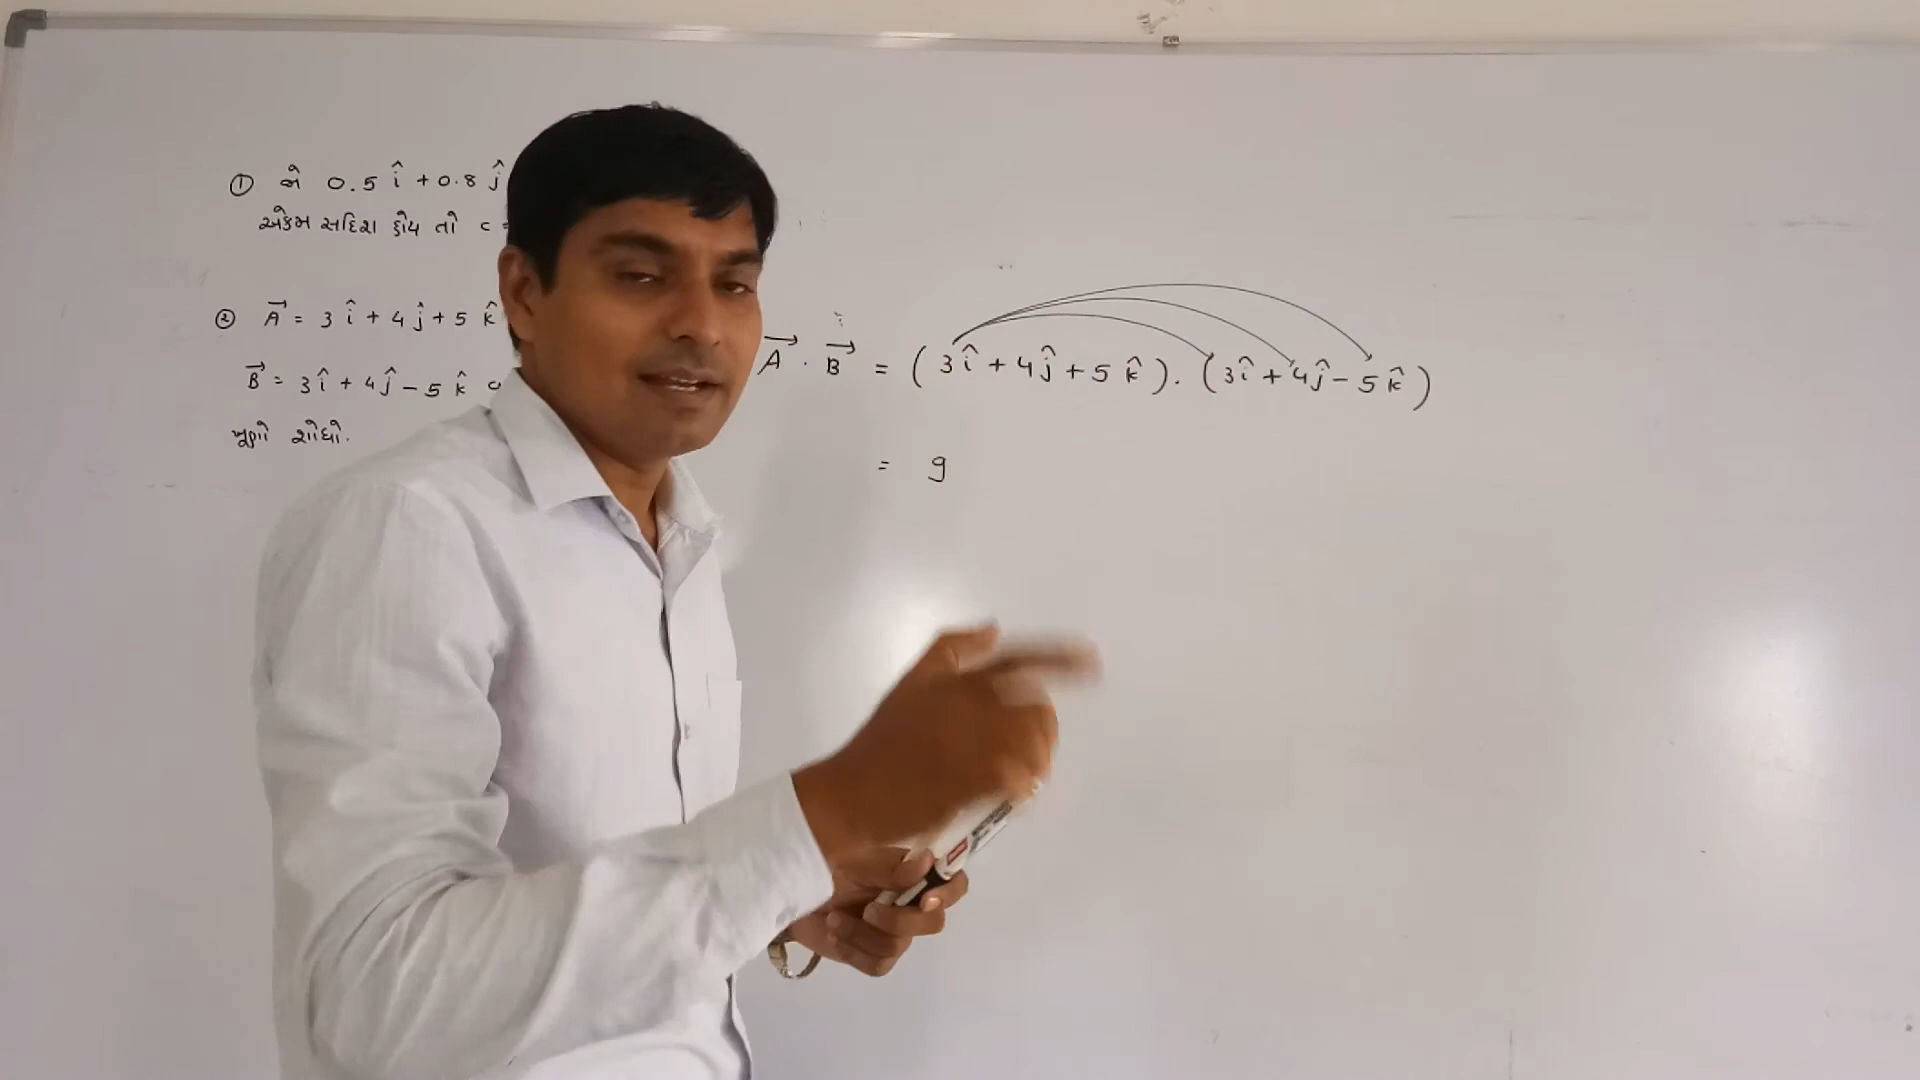 ① જો 0.5 î + 0.8 ĵ
એકમ સદિશ હોય તો c =
② A⃗ = 3 î + 4 ĵ + 5 k̂
B⃗ = 3 î + 4 ĵ - 5 k̂
ખૂણો શોધો.
A⃗ · B⃗ = ( 3 î + 4 ĵ + 5 k̂ ) . ( 3 î + 4 ĵ - 5 k̂ )
= 9